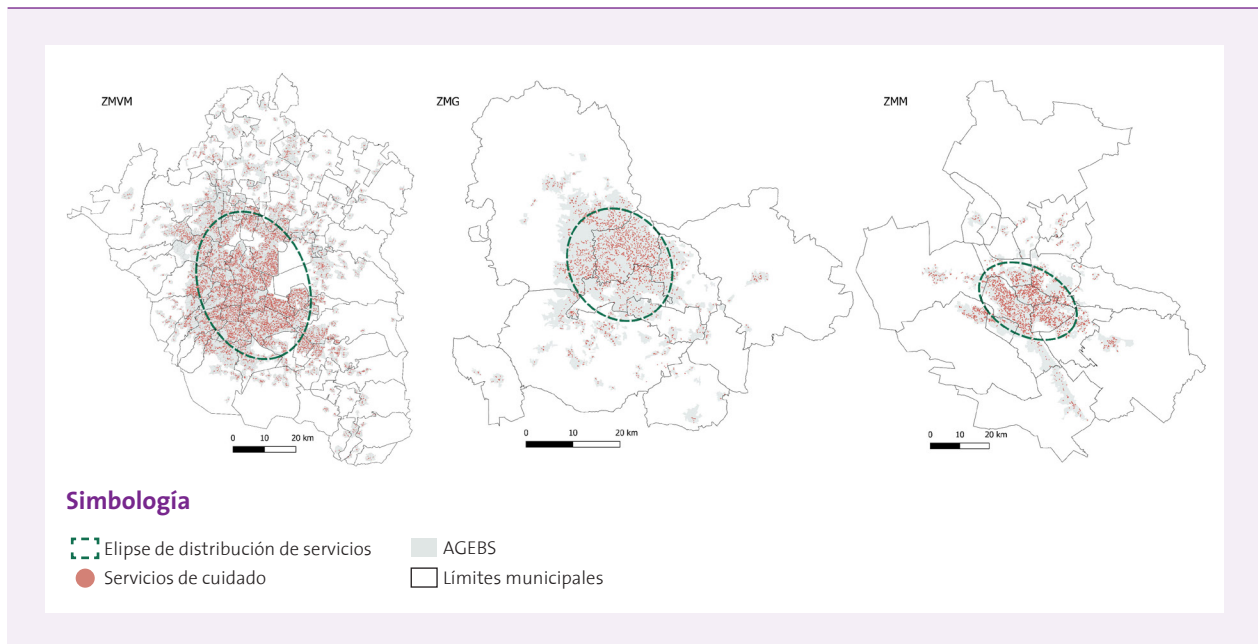 ZMVM
ZMG
ZMM
0 10 20 km
0 10 20 km
0 10 20 km
Simbología
Elipse de distribución de servicios
AGEBS
Servicios de cuidado
Límites municipales